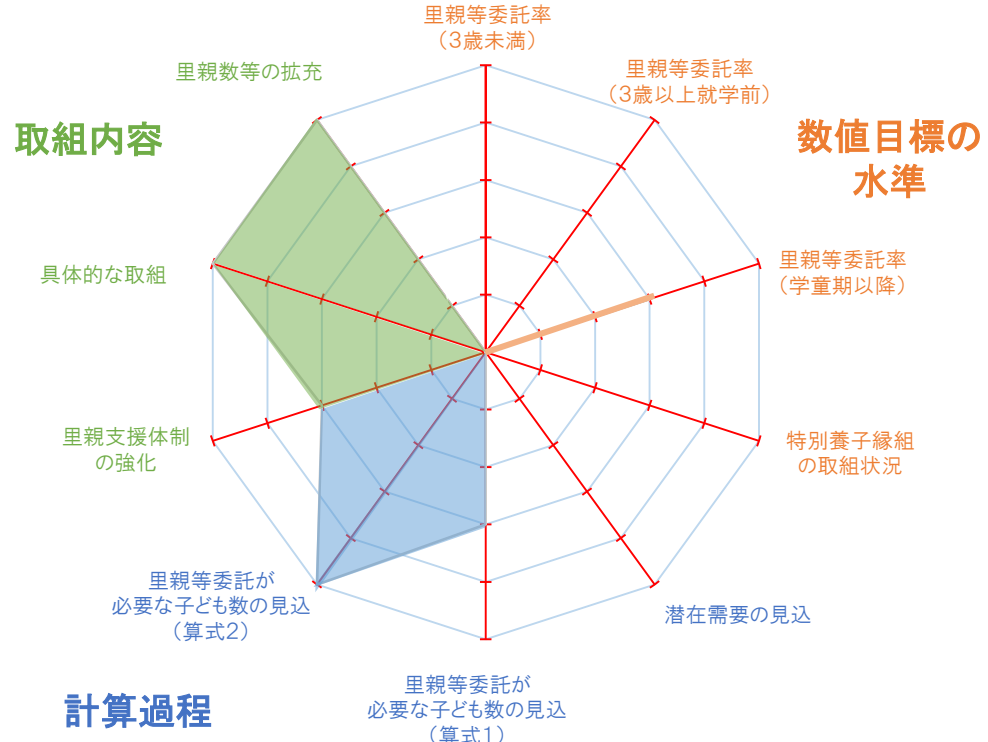 里親等委託率
（3歳未満）
里親等委託率
（3歳以上就学前）
里親数等の拡充
取組内容
数値目標の
水準
具体的な取組
里親等委託率
（学童期以降）
里親支援体制
の強化
特別養子縁組
の取組状況
里親等委託が
必要な子ども数の見込
（算式2）
潜在需要の見込
計算過程
里親等委託が
必要な子ども数の見込
（算式1）